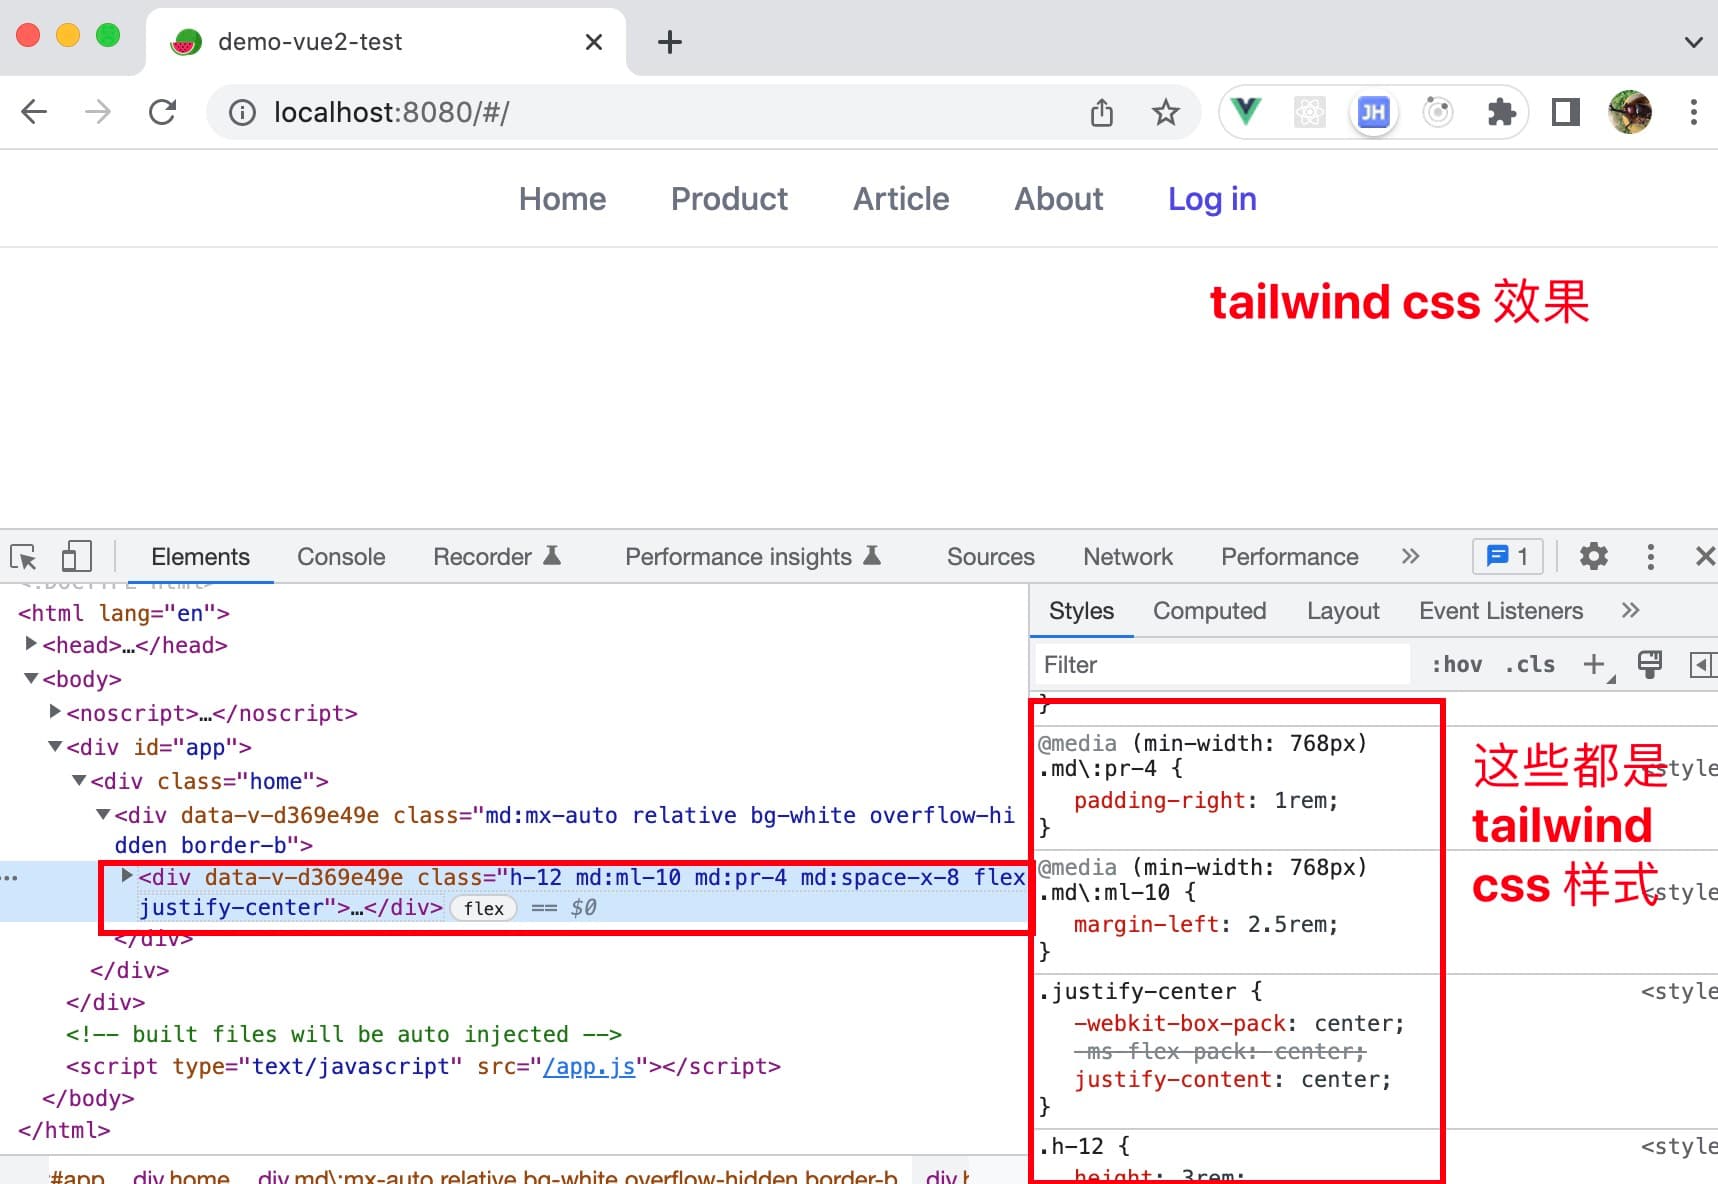 demo-vue2-test
localhost:8080/#/
JH
Home Product Article About Log in
tailwind css 效果
Elements Console Recorder Performance insights Sources Network Performance » 1
<!DOCTYPE html>
<html lang="en">
<head>…</head>
<body>
<noscript>…</noscript>
<div id="app">
<div class="home">
<div data-v-d369e49e class="md:mx-auto relative bg-white overflow-hi
dden border-b">
<div data-v-d369e49e class="h-12 md:ml-10 md:pr-4 md:space-x-8 flex
justify-center">…</div> flex == $0
</div>
</div>
</div>
<!-- built files will be auto injected -->
<script type="text/javascript" src="/app.js"></script>
</body>
</html>
#app div.home div.md\:mx-auto.relative.bg-white.overflow-hidden.border-b div.h
Styles Computed Layout Event Listeners »
Filter :hov .cls +
}
@media (min-width: 768px)
.md\:pr-4 { <style
padding-right: 1rem;
}
@media (min-width: 768px)
.md\:ml-10 { <style
margin-left: 2.5rem;
}
.justify-center { <style
-webkit-box-pack: center;
-ms-flex-pack: center;
justify-content: center;
}
.h-12 { <style
height: 3rem;
这些都是
tailwind
css 样式